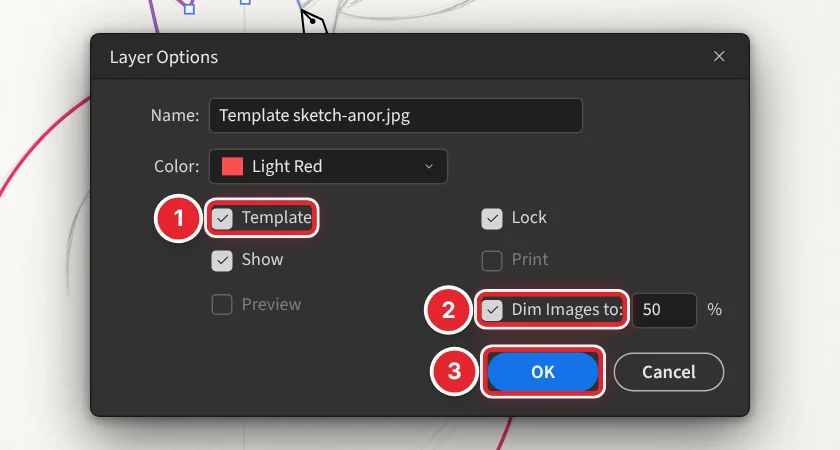 Layer Options
Name: Template sketch-anor.jpg
Color: Light Red
1 Template Lock
Show Print
Preview 2 Dim Images to: 50 %
3 OK Cancel